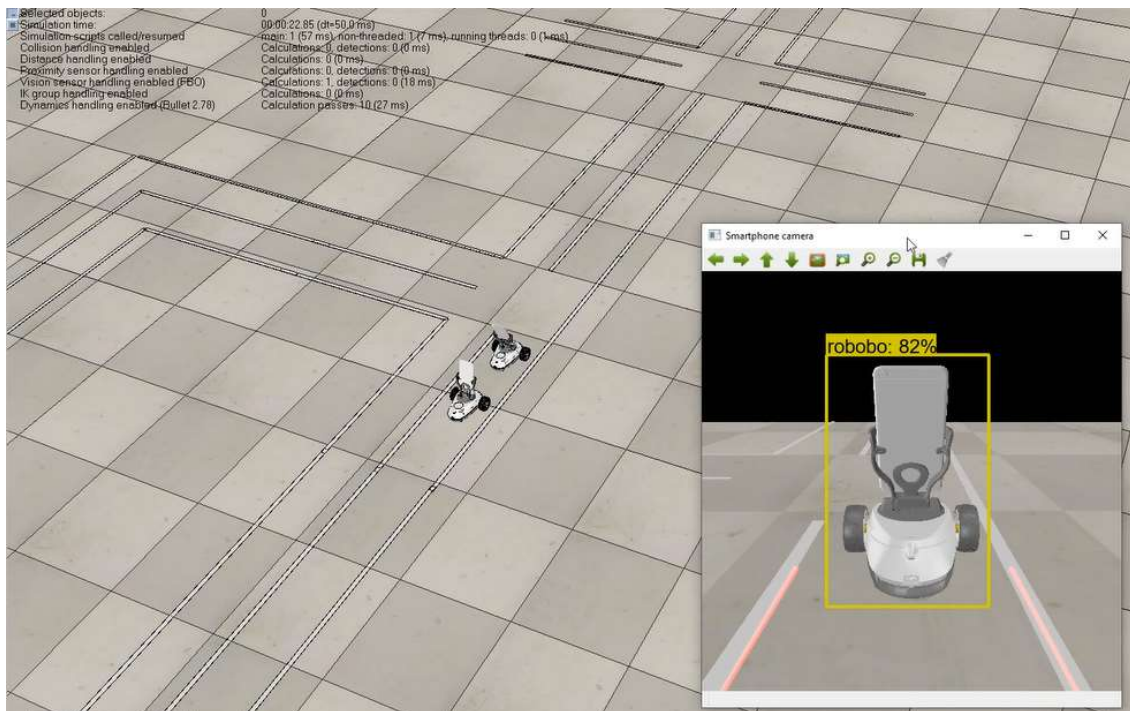 Selected objects: 0
Simulation time: 00:00:22.85 (dt=50.0 ms)
Simulation scripts called/resumed main: 1 (57 ms), non-threaded: 1 (7 ms), running threads: 0 (1 ms)
Collision handling enabled Calculations: 0, detections: 0 (0 ms)
Distance handling enabled Calculations: 0 (0 ms)
Proximity sensor handling enabled Calculations: 0, detections: 0 (0 ms)
Vision sensor handling enabled (FBO) Calculations: 1, detections: 0 (18 ms)
IK group handling enabled Calculations: 0 (0 ms)
Dynamics handling enabled (Bullet 2.78) Calculation passes: 10 (27 ms)
Smartphone camera
robobo: 82%